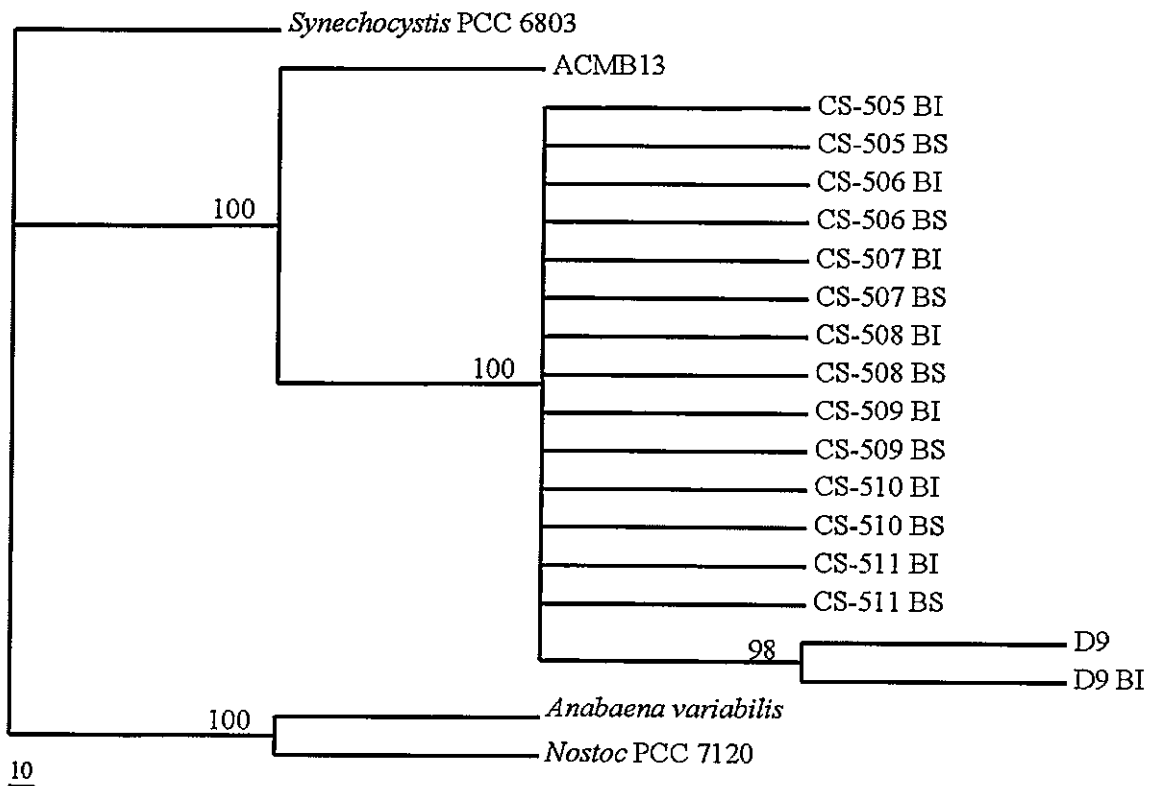 Synechocystis PCC 6803
ACMB13
CS-505 BI
CS-505 BS
CS-506 BI
100
CS-506 BS
CS-507 BI
CS-507 BS
CS-508 BI
100
CS-508 BS
CS-509 BI
CS-509 BS
CS-510 BI
CS-510 BS
CS-511 BI
CS-511 BS
98
D9
D9 BI
Anabaena variabilis
100
Nostoc PCC 7120
10